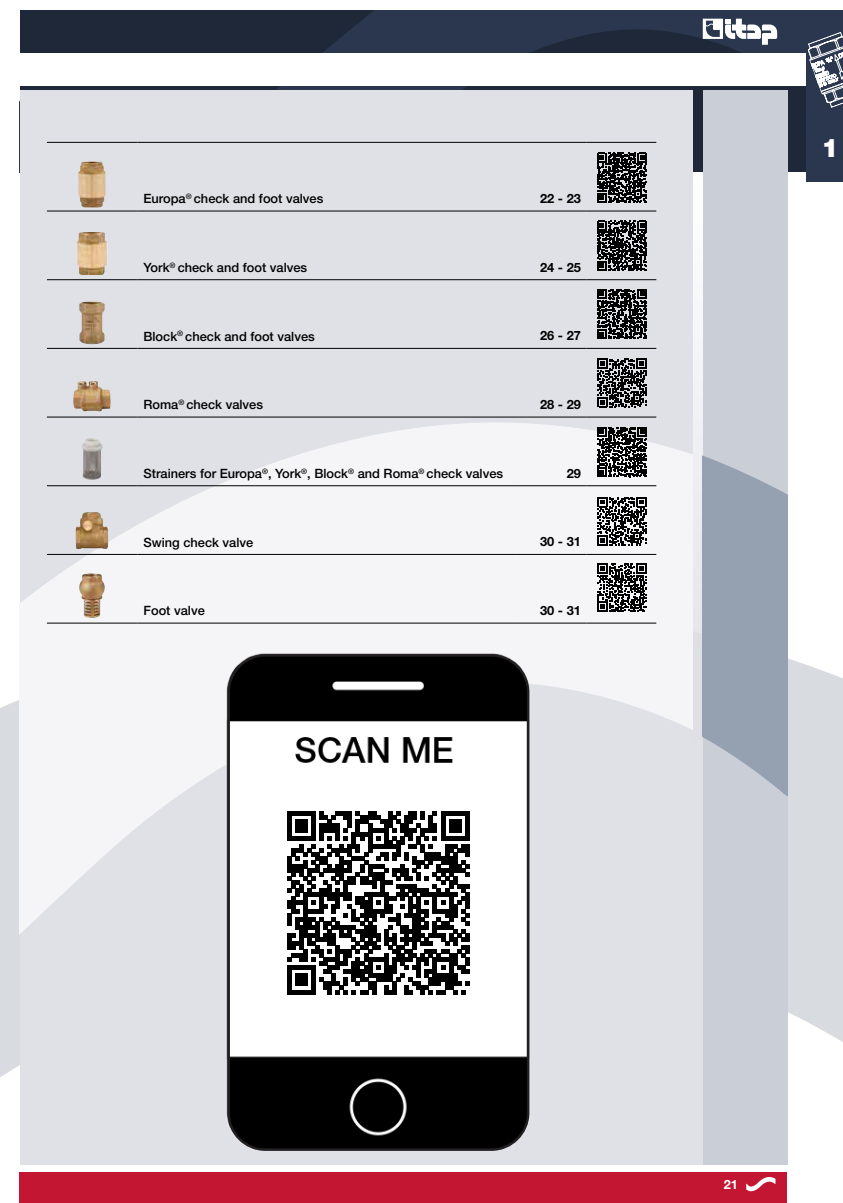 itap
1
Europa® check and foot valves 22 - 23
York® check and foot valves 24 - 25
Block® check and foot valves 26 - 27
Roma® check valves 28 - 29
Strainers for Europa®, York®, Block® and Roma® check valves 29
Swing check valve 30 - 31
Foot valve 30 - 31
SCAN ME
21